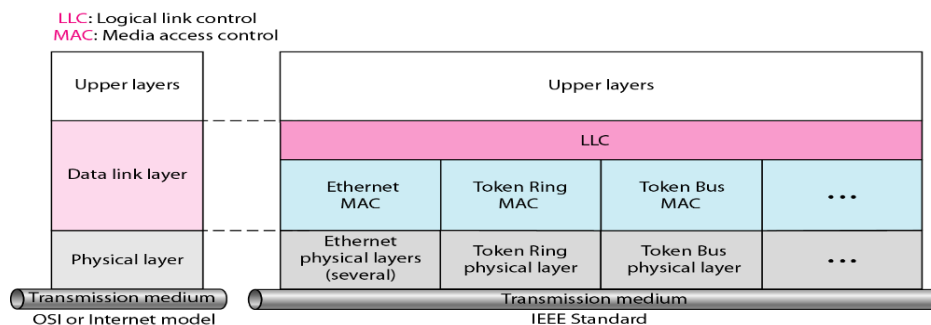 LLC: Logical link control
MAC: Media access control
Upper layers
Data link layer
Physical layer
Transmission medium
OSI or Internet model
Upper layers
LLC
Ethernet
MAC
Token Ring
MAC
Token Bus
MAC
•••
Ethernet
physical layers
(several)
Token Ring
physical layer
Token Bus
physical layer
•••
Transmission medium
IEEE Standard